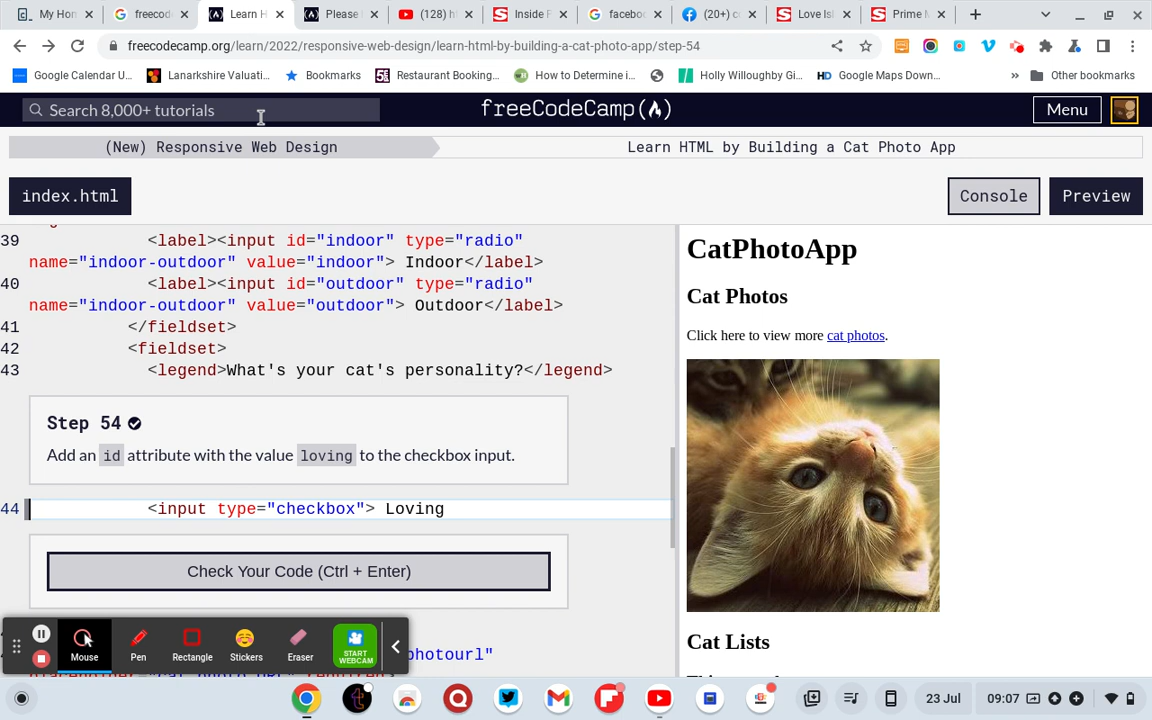 My Hon
freecode
Learn H
Please
(128) h
Inside F
facebo
(20+) c
Love Is
Prime M
freecodecamp.org/learn/2022/responsive-web-design/learn-html-by-building-a-cat-photo-app/step-54
Google Calendar U...
Lanarkshire Valuati...
Bookmarks
Restaurant Booking...
How to Determine i...
Holly Willoughby Gi...
HD Google Maps Down...
» Other bookmarks
Search 8,000+ tutorials
freeCodeCamp
Menu
(New) Responsive Web Design
Learn HTML by Building a Cat Photo App
index.html
Console
Preview
39 <label><input id="indoor" type="radio"
name="indoor-outdoor" value="indoor"> Indoor</label>
40 <label><input id="outdoor" type="radio"
name="indoor-outdoor" value="outdoor"> Outdoor</label>
41 </fieldset>
42 <fieldset>
43 <legend>What's your cat's personality?</legend>
Step 54
Add an id attribute with the value loving to the checkbox input.
44 <input type="checkbox"> Loving
Check Your Code (Ctrl + Enter)
photourl"
CatPhotoApp
Cat Photos
Click here to view more cat photos.
Cat Lists
Mouse
Pen
Rectangle
Stickers
Eraser
START
WEBCAM
23 Jul
09:07